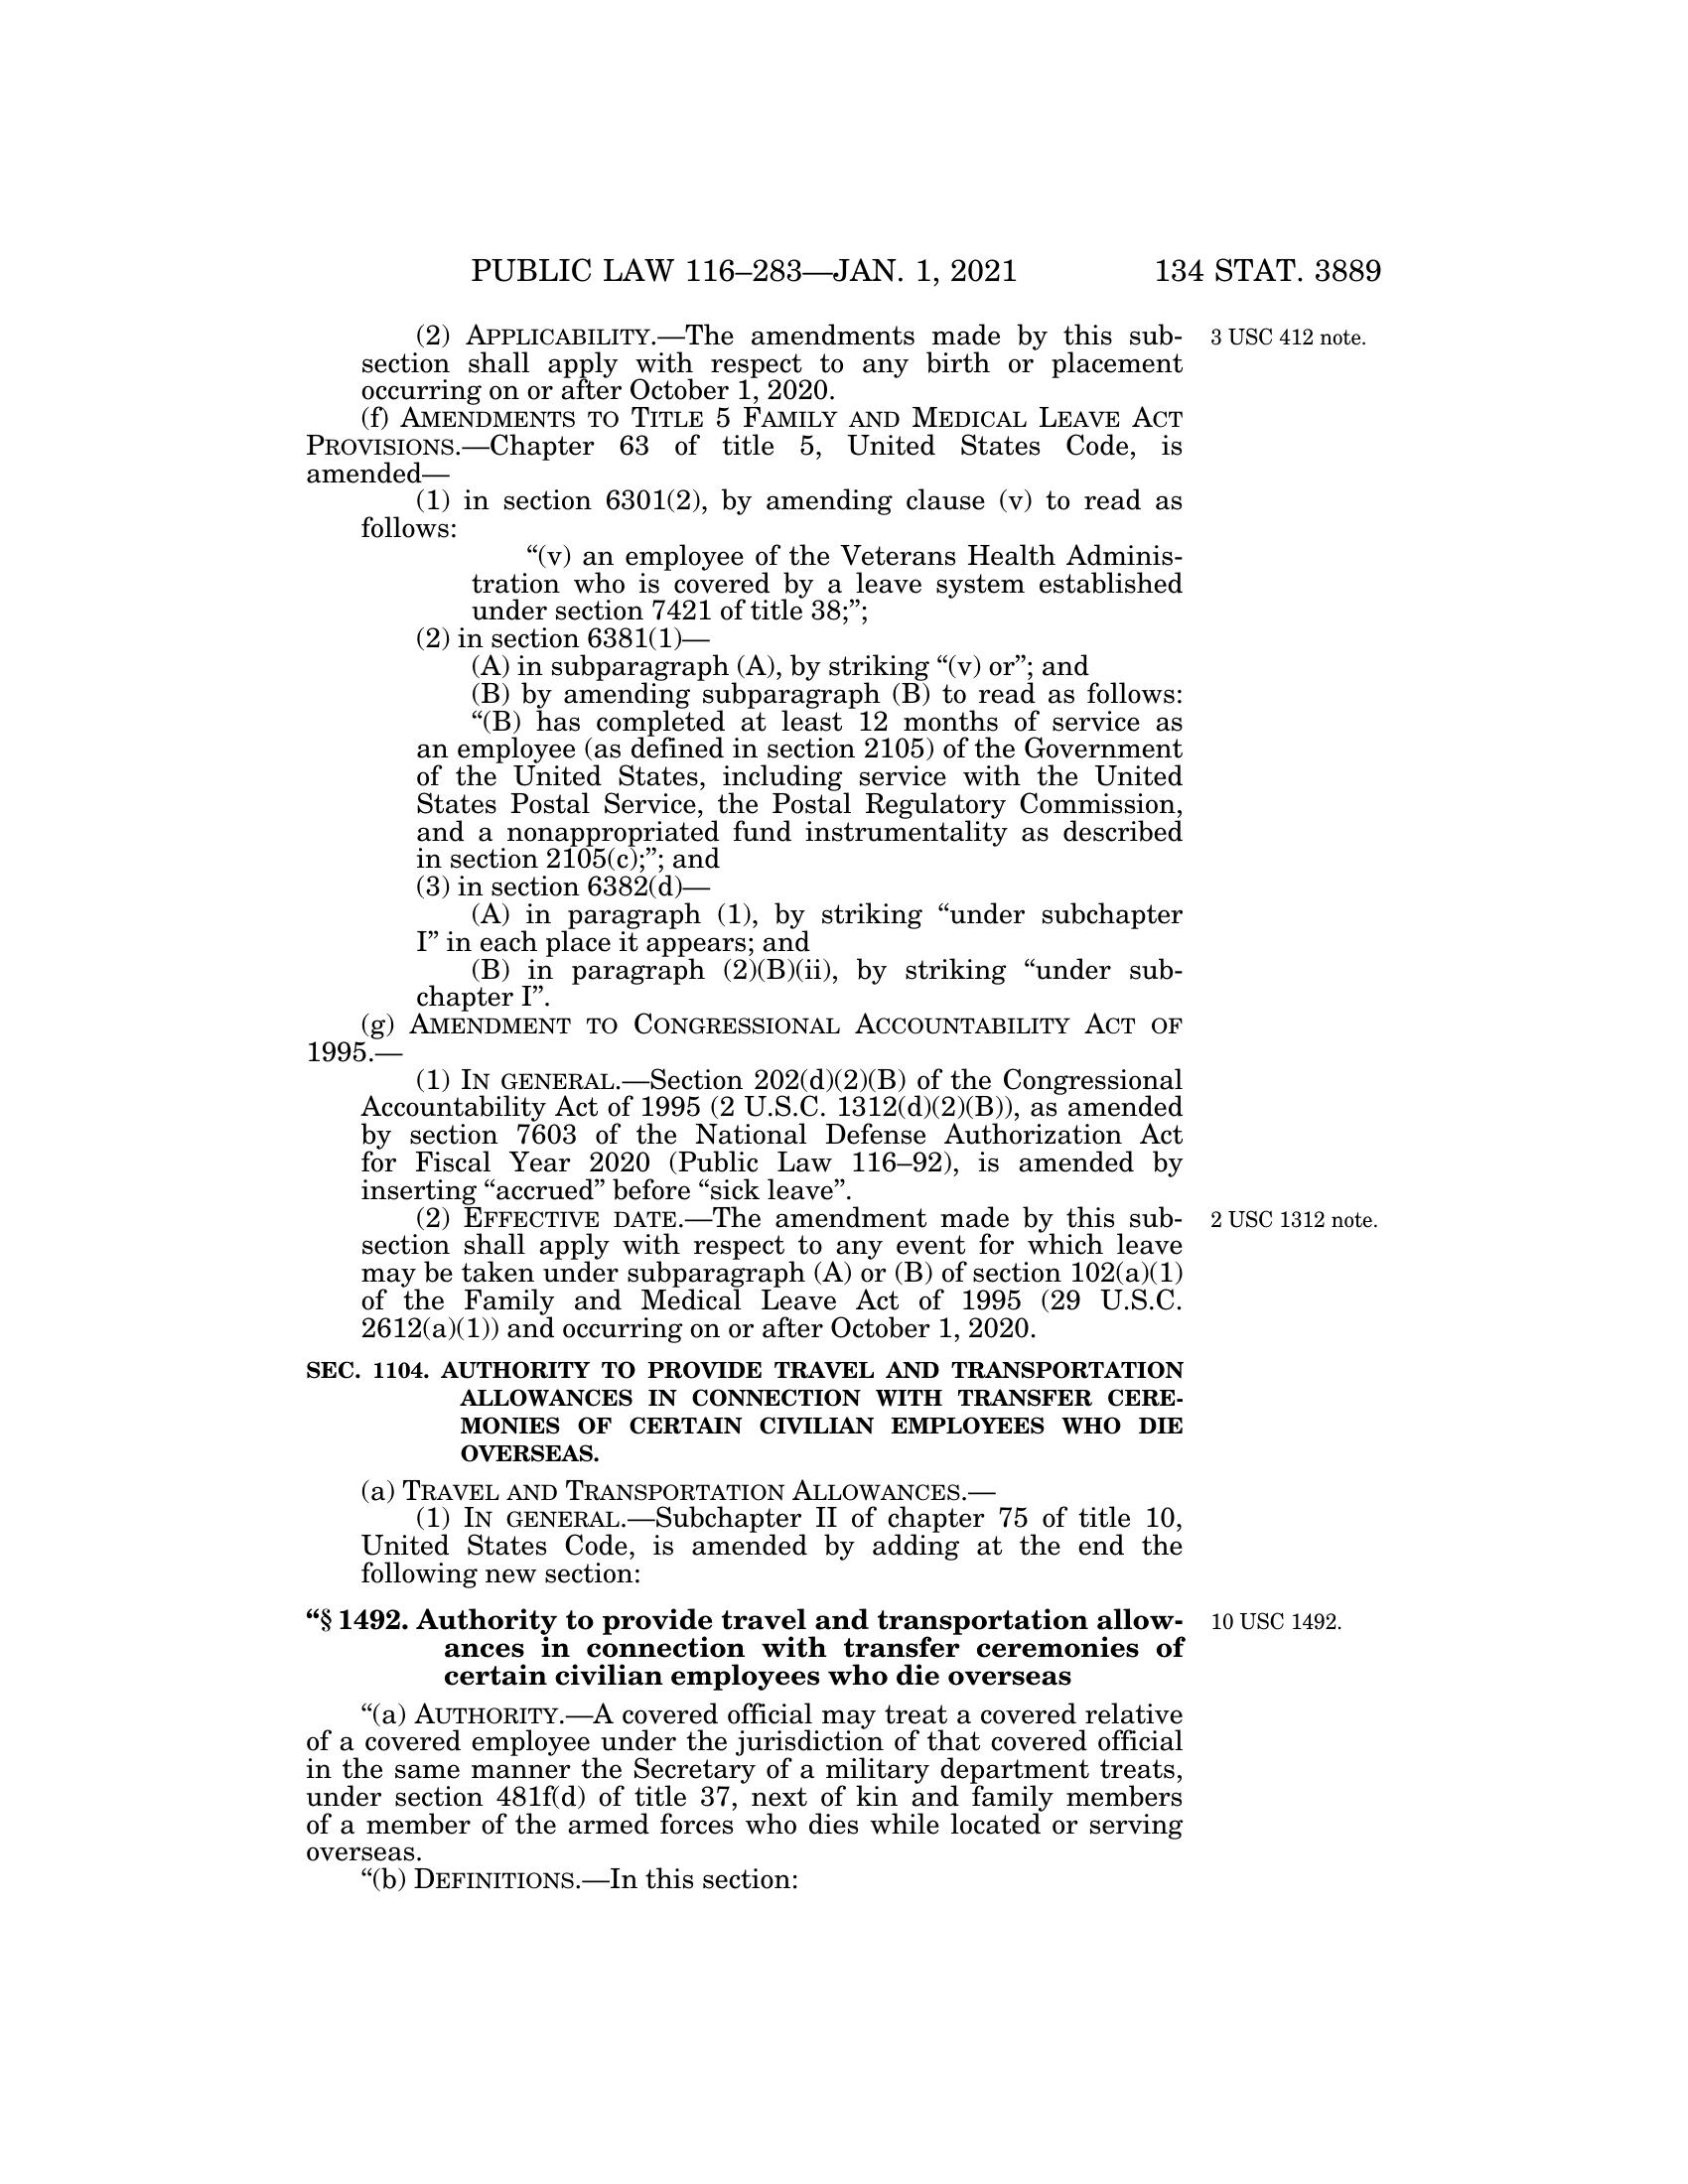 PUBLIC LAW 116–283—JAN. 1, 2021 134 STAT. 3889
(2) APPLICABILITY.—The amendments made by this sub-
section shall apply with respect to any birth or placement
occurring on or after October 1, 2020.
3 USC 412 note.
(f) AMENDMENTS TO TITLE 5 FAMILY AND MEDICAL LEAVE ACT
PROVISIONS.—Chapter 63 of title 5, United States Code, is
amended—
(1) in section 6301(2), by amending clause (v) to read as
follows:
“(v) an employee of the Veterans Health Adminis-
tration who is covered by a leave system established
under section 7421 of title 38;”;
(2) in section 6381(1)—
(A) in subparagraph (A), by striking “(v) or”; and
(B) by amending subparagraph (B) to read as follows:
“(B) has completed at least 12 months of service as
an employee (as defined in section 2105) of the Government
of the United States, including service with the United
States Postal Service, the Postal Regulatory Commission,
and a nonappropriated fund instrumentality as described
in section 2105(c);”; and
(3) in section 6382(d)—
(A) in paragraph (1), by striking “under subchapter
I” in each place it appears; and
(B) in paragraph (2)(B)(ii), by striking “under sub-
chapter I”.
(g) AMENDMENT TO CONGRESSIONAL ACCOUNTABILITY ACT OF
1995.—
(1) IN GENERAL.—Section 202(d)(2)(B) of the Congressional
Accountability Act of 1995 (2 U.S.C. 1312(d)(2)(B)), as amended
by section 7603 of the National Defense Authorization Act
for Fiscal Year 2020 (Public Law 116–92), is amended by
inserting “accrued” before “sick leave”.
(2) EFFECTIVE DATE.—The amendment made by this sub-
section shall apply with respect to any event for which leave
may be taken under subparagraph (A) or (B) of section 102(a)(1)
of the Family and Medical Leave Act of 1995 (29 U.S.C.
2612(a)(1)) and occurring on or after October 1, 2020.
2 USC 1312 note.
SEC. 1104. AUTHORITY TO PROVIDE TRAVEL AND TRANSPORTATION
ALLOWANCES IN CONNECTION WITH TRANSFER CERE-
MONIES OF CERTAIN CIVILIAN EMPLOYEES WHO DIE
OVERSEAS.
(a) TRAVEL AND TRANSPORTATION ALLOWANCES.—
(1) IN GENERAL.—Subchapter II of chapter 75 of title 10,
United States Code, is amended by adding at the end the
following new section:
“§ 1492. Authority to provide travel and transportation allow-
ances in connection with transfer ceremonies of
certain civilian employees who die overseas
10 USC 1492.
“(a) AUTHORITY.—A covered official may treat a covered relative
of a covered employee under the jurisdiction of that covered official
in the same manner the Secretary of a military department treats,
under section 481f(d) of title 37, next of kin and family members
of a member of the armed forces who dies while located or serving
overseas.
“(b) DEFINITIONS.—In this section: